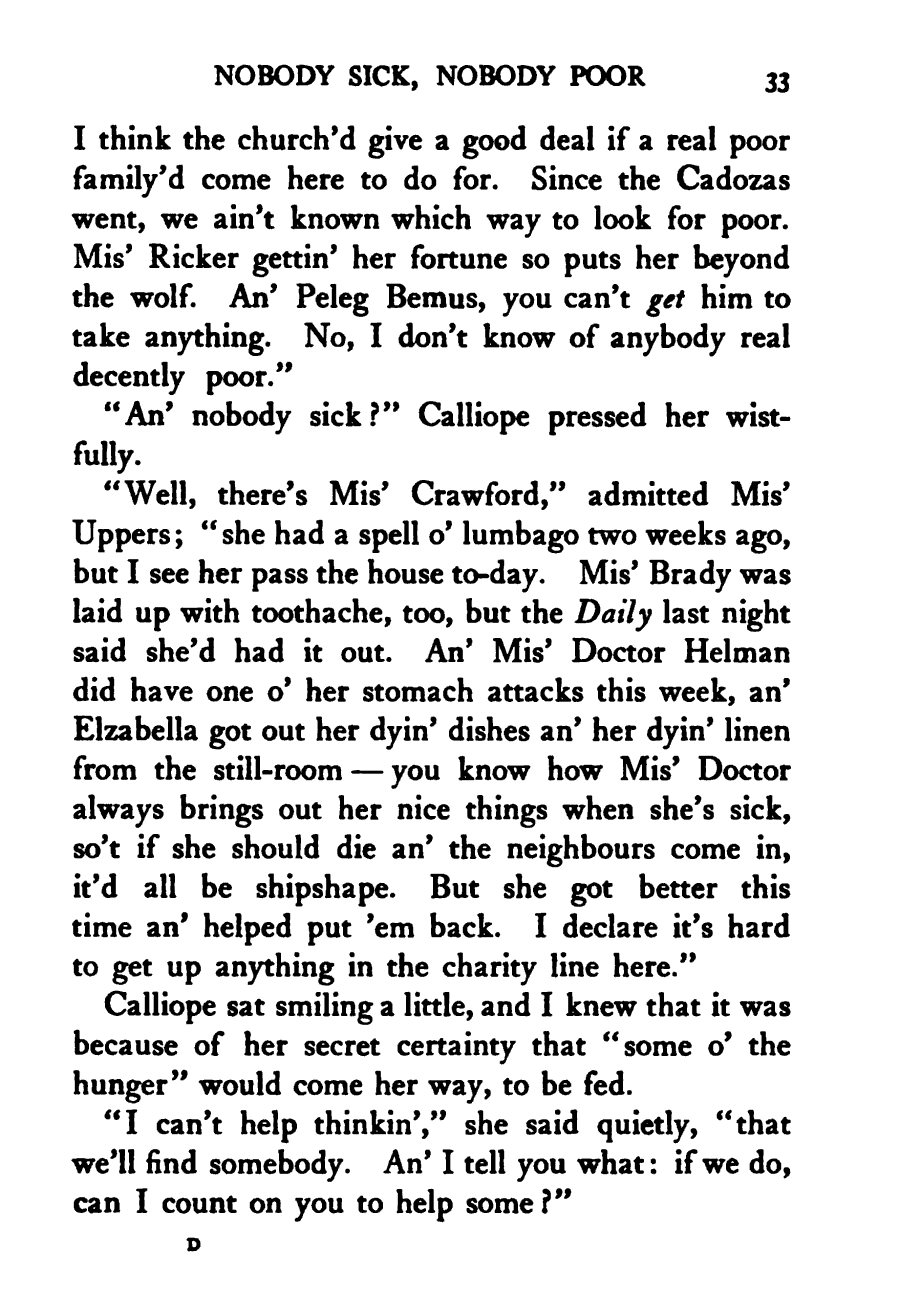 NOBODY SICK, NOBODY POOR 33
I think the church'd give a good deal if a real poor
family'd come here to do for. Since the Cadozas
went, we ain't known which way to look for poor.
Mis' Ricker gettin' her fortune so puts her beyond
the wolf. An' Peleg Bemus, you can't get him to
take anything. No, I don't know of anybody real
decently poor."
"An' nobody sick?" Calliope pressed her wist-
fully.
"Well, there's Mis' Crawford," admitted Mis'
Uppers; "she had a spell o' lumbago two weeks ago,
but I see her pass the house to-day. Mis' Brady was
laid up with toothache, too, but the Daily last night
said she'd had it out. An' Mis' Doctor Helman
did have one o' her stomach attacks this week, an'
Elzabella got out her dyin' dishes an' her dyin' linen
from the still-room — you know how Mis' Doctor
always brings out her nice things when she's sick,
so't if she should die an' the neighbours come in,
it'd all be shipshape. But she got better this
time an' helped put 'em back. I declare it's hard
to get up anything in the charity line here."
Calliope sat smiling a little, and I knew that it was
because of her secret certainty that "some o' the
hunger" would come her way, to be fed.
"I can't help thinkin'," she said quietly, "that
we'll find somebody. An' I tell you what: if we do,
can I count on you to help some?"
D